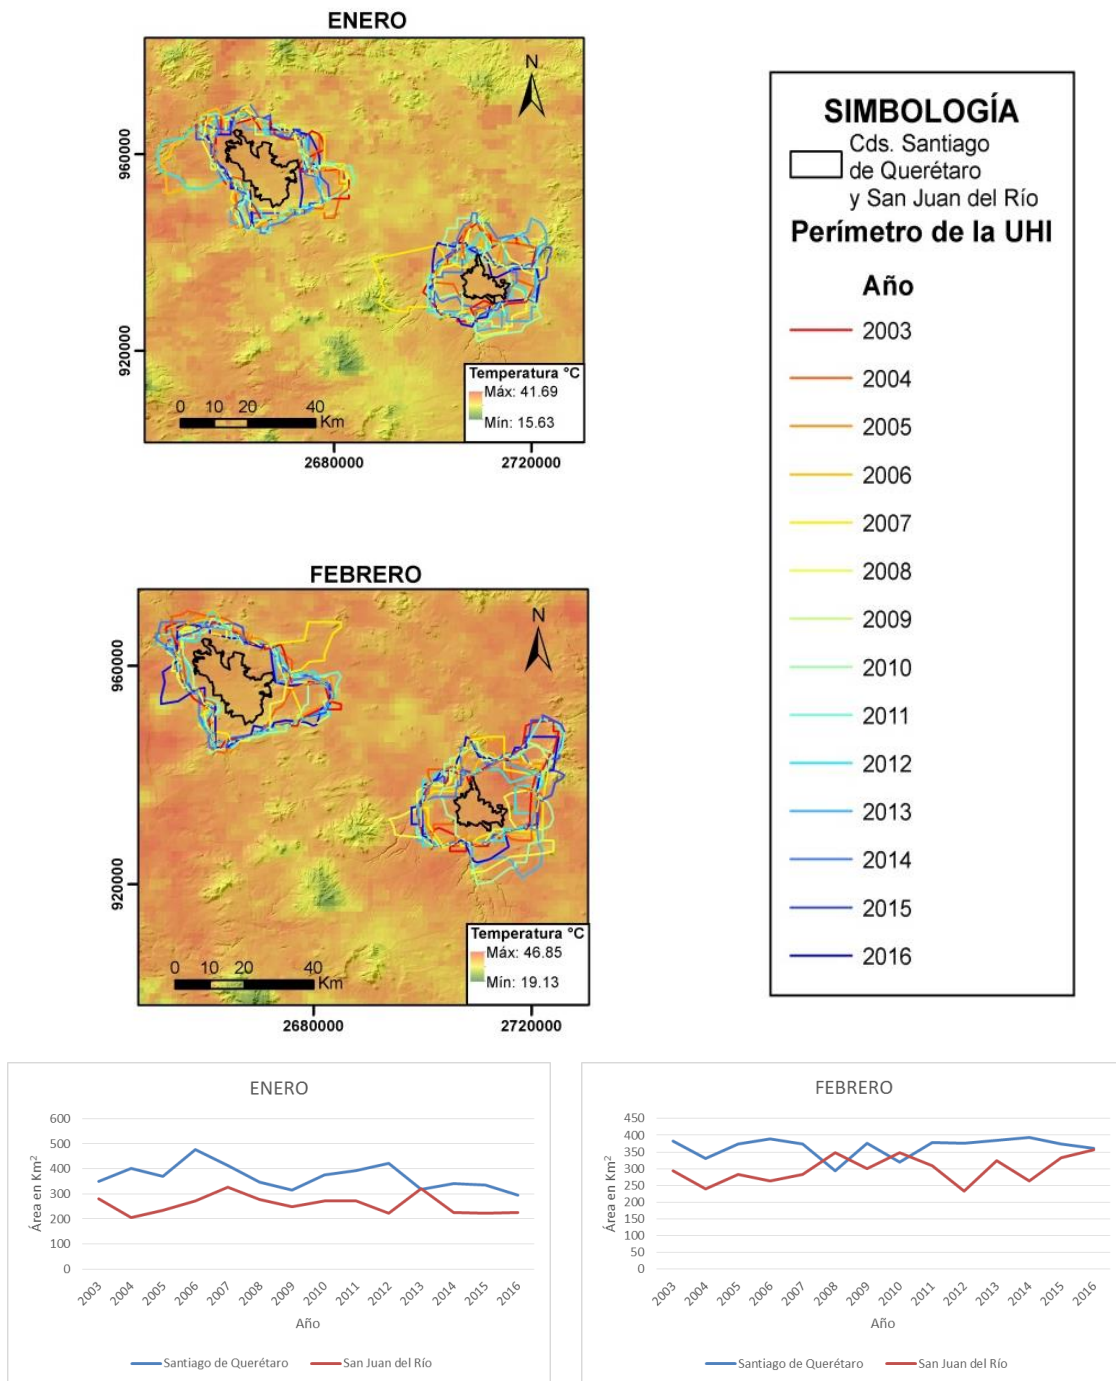 ENERO
N
960000
920000
Temperatura °C
Máx: 41.69
Mín: 15.63
0 10 20 40
Km
2680000 2720000
SIMBOLOGÍA
Cds. Santiago
de Querétaro
y San Juan del Río
Perímetro de la UHI
Año
2003
2004
2005
2006
2007
2008
2009
2010
2011
2012
2013
2014
2015
2016
FEBRERO
N
960000
920000
Temperatura °C
Máx: 46.85
Mín: 19.13
0 10 20 40
Km
2680000 2720000
ENERO
Área en Km²
600
500
400
300
200
100
0
2003 2004 2005 2006 2007 2008 2009 2010 2011 2012 2013 2014 2015 2016
Año
Santiago de Querétaro San Juan del Río
FEBRERO
Área en Km²
450
400
350
300
250
200
150
100
50
0
2003 2004 2005 2006 2007 2008 2009 2010 2011 2012 2013 2014 2015 2016
Año
Santiago de Querétaro San Juan del Río